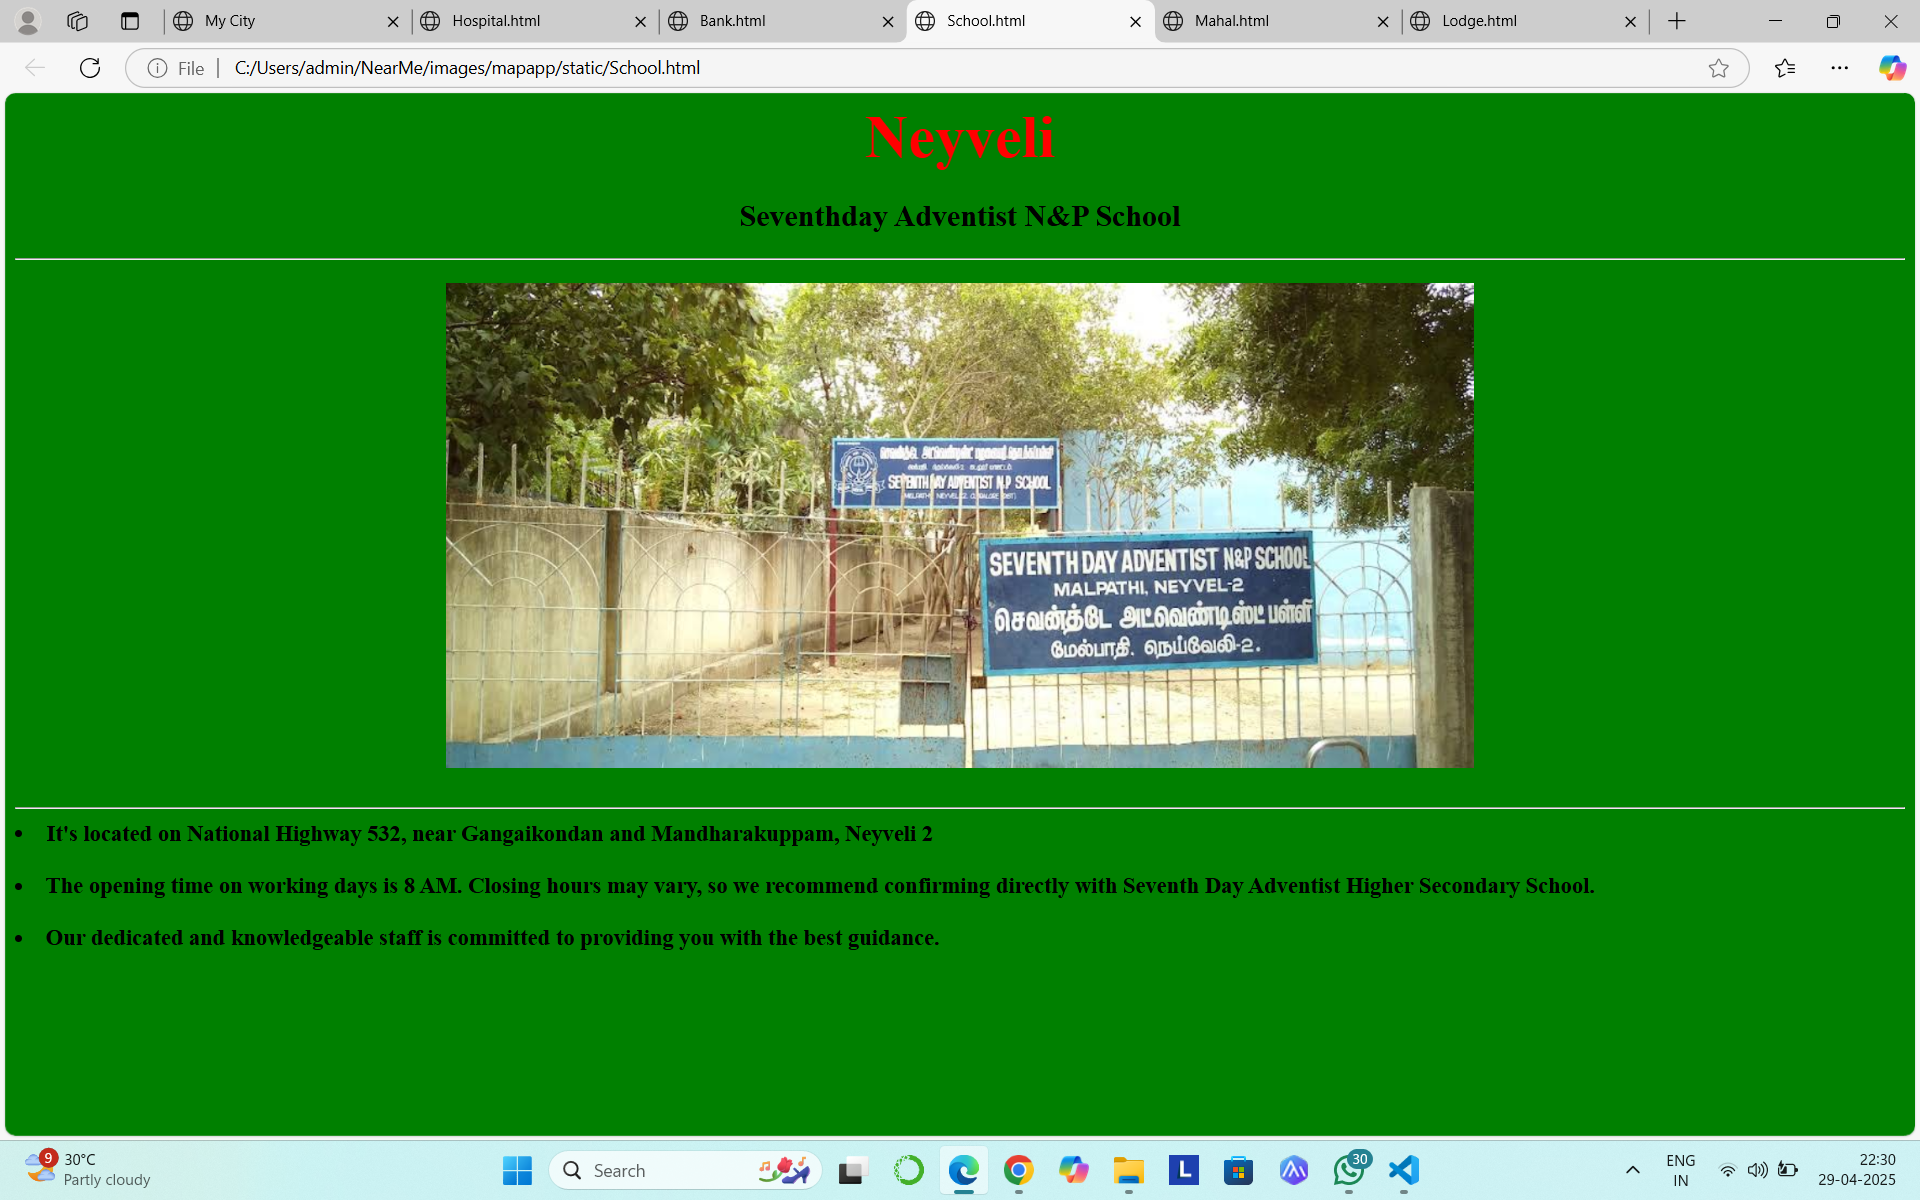 My City
Hospital.html
Bank.html
School.html
Mahal.html
Lodge.html
File
C:/Users/admin/NearMe/images/mapapp/static/School.html
Neyveli
Seventhday Adventist N&P School
SEVENTH DAY ADVENTIST N.P SCHOOL
SEVENTH DAY ADVENTIST N&P SCHOOL
MALPATHI, NEYVEL-2
செவன்த்டே அட்வெண்டிஸ்ட் பள்ளி
மேல்பாதி. நெய்வேலி-2.
• It's located on National Highway 532, near Gangaikondan and Mandharakuppam, Neyveli 2
• The opening time on working days is 8 AM. Closing hours may vary, so we recommend confirming directly with Seventh Day Adventist Higher Secondary School.
• Our dedicated and knowledgeable staff is committed to providing you with the best guidance.
9
30°C
Partly cloudy
Search
L
30
ENG
IN
22:30
29-04-2025